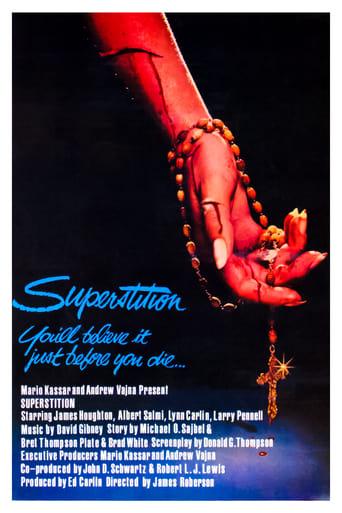 Superstition
You'll believe it
just before you die...
Mario Kassar and Andrew Vajna Present
SUPERSTITION
Starring James Houghton, Albert Salmi, Lynn Carlin, Larry Pennell
Music by David Gibney Story by Michael O. Sajbel &
Bret Thompson Plate & Brad White Screenplay by Donald G. Thompson
Executive Producers Mario Kassar and Andrew Vajna
Co-produced by John D. Schwartz & Robert L. J. Lewis
Produced by Ed Carlin Directed by James Roberson